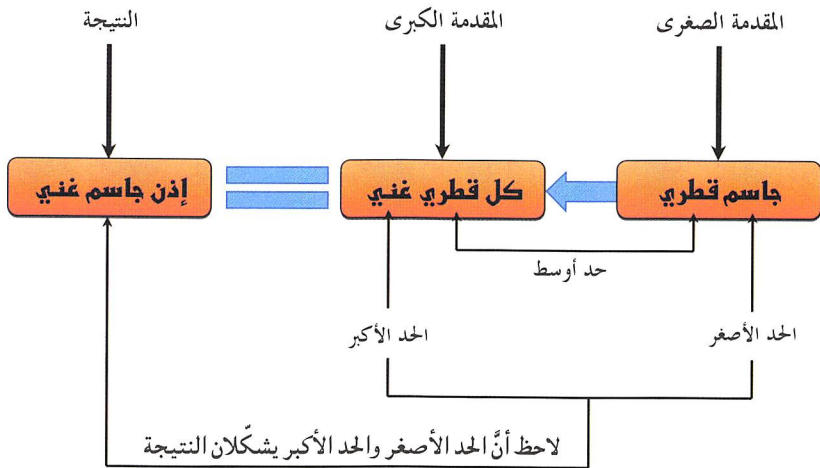 المقدمة الصغرى
المقدمة الكبرى
النتيجة
جاسم قطري
كل قطري غني
إذن جاسم غني
حد أوسط
الحد الأصغر
الحد الأكبر
لاحظ أنَّ الحد الأصغر والحد الأكبر يشكّلان النتيجة